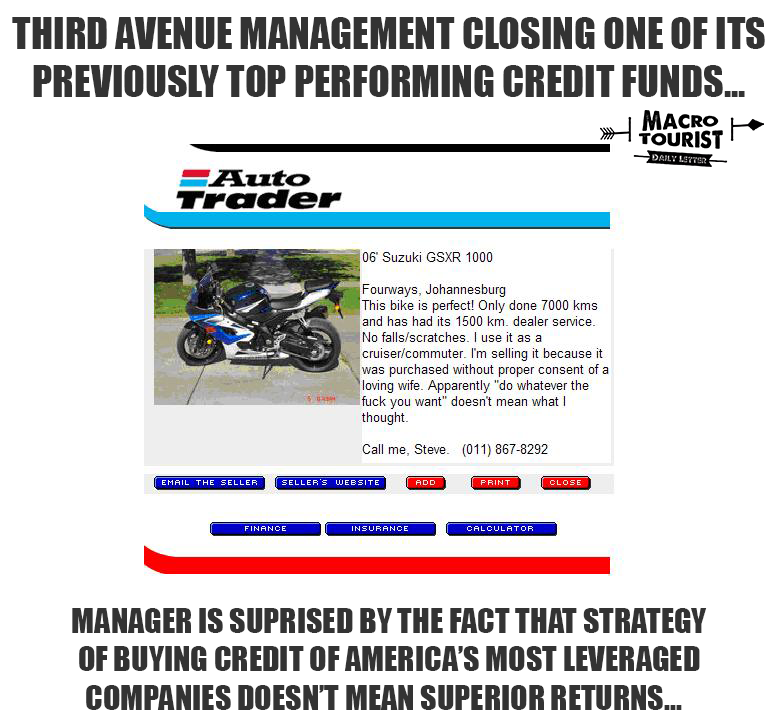 THIRD AVENUE MANAGEMENT CLOSING ONE OF ITS
PREVIOUSLY TOP PERFORMING CREDIT FUNDS...
MACRO
TOURIST
DAILY LETTER
Auto
Trader
06' Suzuki GSXR 1000
Fourways, Johannesburg
This bike is perfect! Only done 7000 kms
and has had its 1500 km. dealer service.
No falls/scratches. I use it as a
cruiser/commuter. I'm selling it because it
was purchased without proper consent of a
loving wife. Apparently "do whatever the
fuck you want" doesn't mean what I
thought.
Call me, Steve. (011) 867-8292
EMAIL THE SELLER SELLER'S WEBSITE ADD PRINT CLOSE
FINANCE INSURANCE CALCULATOR
MANAGER IS SUPRISED BY THE FACT THAT STRATEGY
OF BUYING CREDIT OF AMERICA'S MOST LEVERAGED
COMPANIES DOESN'T MEAN SUPERIOR RETURNS...